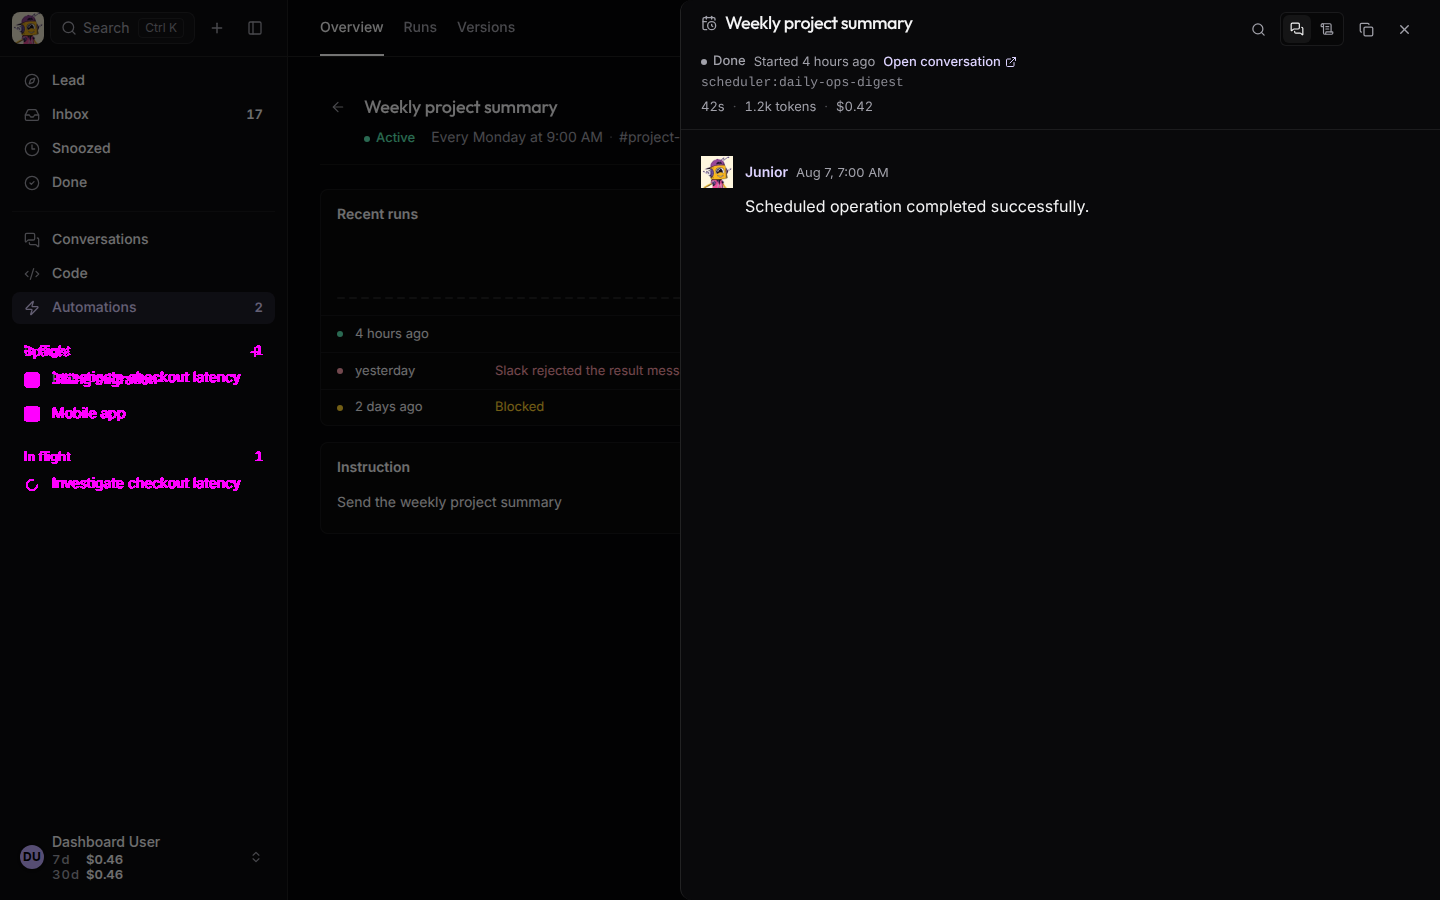 Search Ctrl K
Lead
Inbox 17
Snoozed
Done
Conversations
Code
Automations 2
Mobile app
In flight 1
Investigate checkout latency
Dashboard User
DU
7d $0.46
30d $0.46
Overview Runs Versions
Weekly project summary
Active Every Monday at 9:00 AM · #project-
Recent runs
4 hours ago
yesterday Slack rejected the result mess
2 days ago Blocked
Instruction
Send the weekly project summary
Weekly project summary
Done Started 4 hours ago Open conversation
scheduler:daily-ops-digest
42s · 1.2k tokens · $0.42
Junior Aug 7, 7:00 AM
Scheduled operation completed successfully.